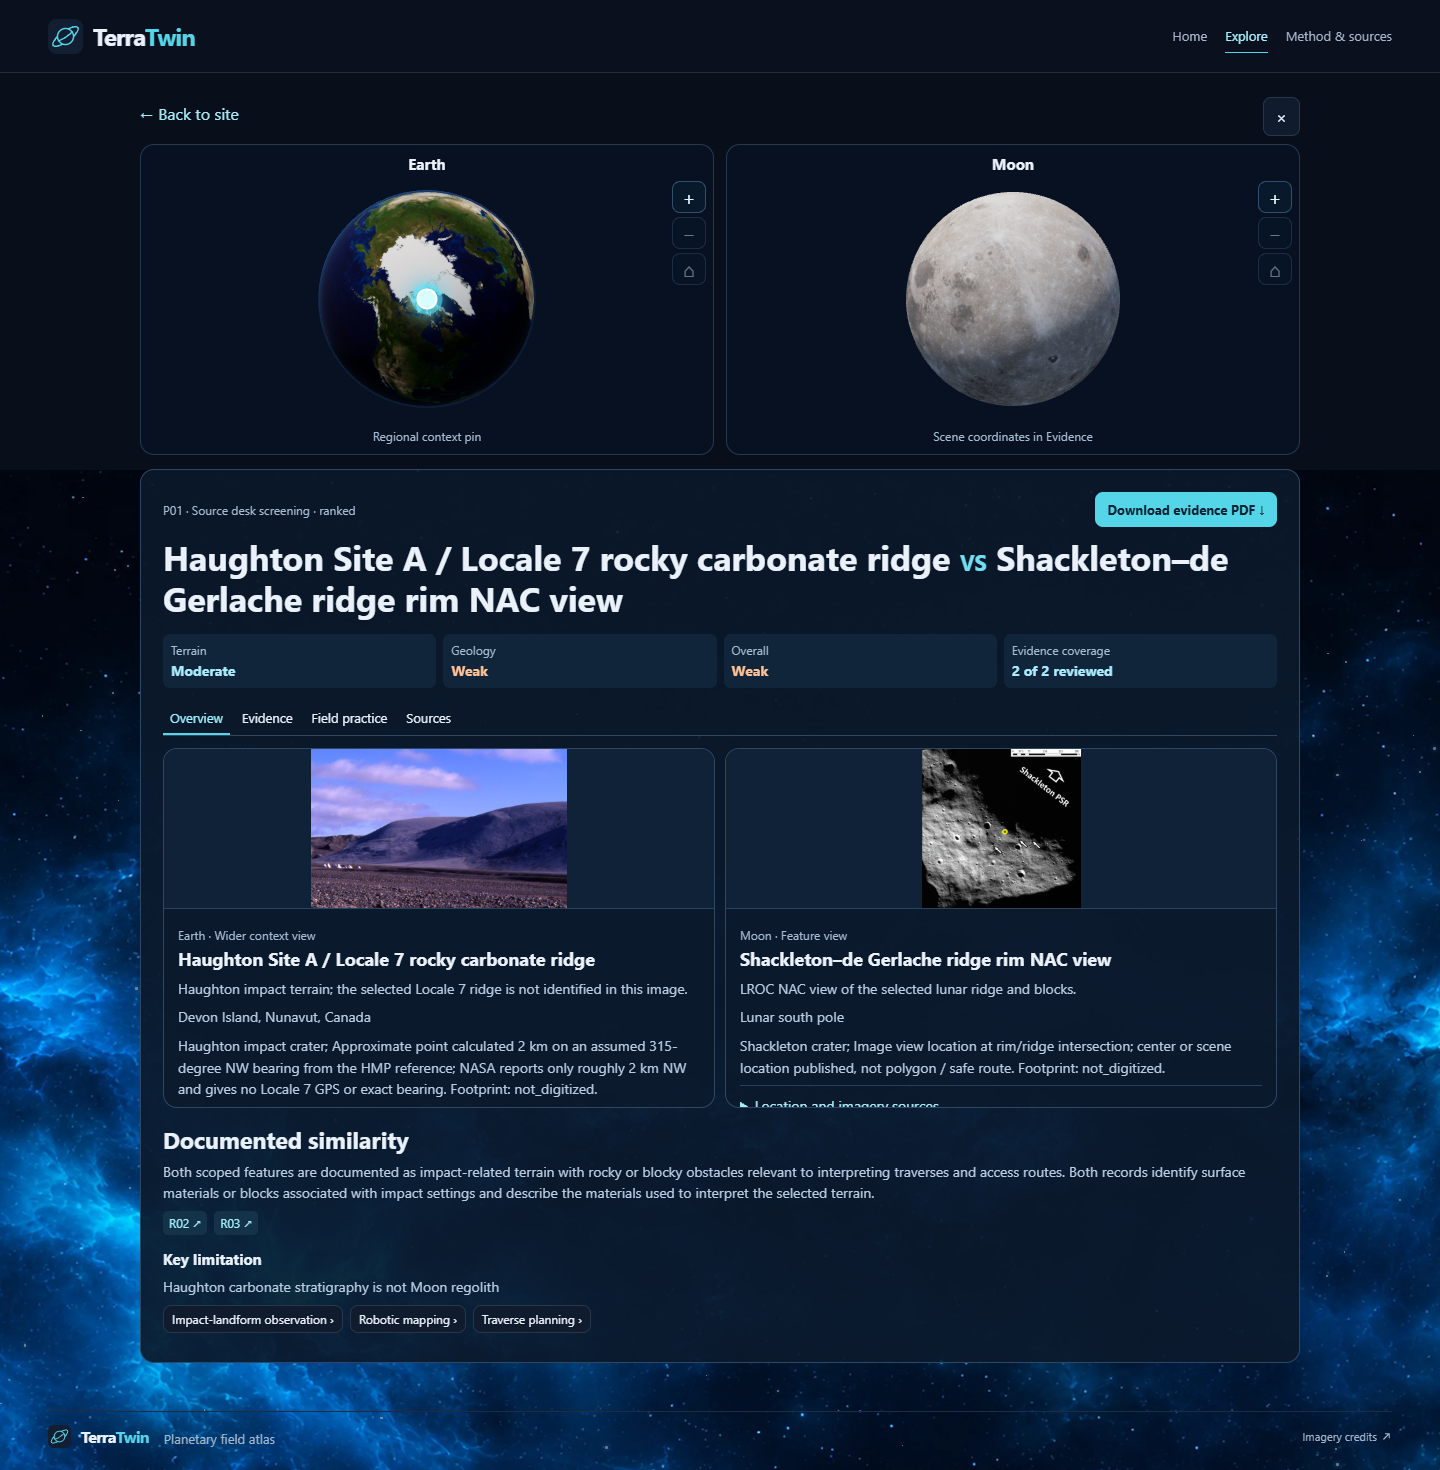 TerraTwin
Home Explore Method & sources
← Back to site
×
Earth
+
−
⌂
Regional context pin
Moon
+
−
⌂
Scene coordinates in Evidence
P01 · Source desk screening · ranked
Download evidence PDF ↓
Haughton Site A / Locale 7 rocky carbonate ridge vs Shackleton–de
Gerlache ridge rim NAC view
Terrain
Moderate
Geology
Weak
Overall
Weak
Evidence coverage
2 of 2 reviewed
Overview Evidence Field practice Sources
Shackleton PSR
Earth · Wider context view
Haughton Site A / Locale 7 rocky carbonate ridge
Haughton impact terrain; the selected Locale 7 ridge is not identified in this image.
Devon Island, Nunavut, Canada
Haughton impact crater; Approximate point calculated 2 km on an assumed 315-
degree NW bearing from the HMP reference; NASA reports only roughly 2 km NW
and gives no Locale 7 GPS or exact bearing. Footprint: not_digitized.
Moon · Feature view
Shackleton–de Gerlache ridge rim NAC view
LROC NAC view of the selected lunar ridge and blocks.
Lunar south pole
Shackleton crater; Image view location at rim/ridge intersection; center or scene
location published, not polygon / safe route. Footprint: not_digitized.
▶ Location and imagery sources
Documented similarity
Both scoped features are documented as impact-related terrain with rocky or blocky obstacles relevant to interpreting traverses and access routes. Both records identify surface
materials or blocks associated with impact settings and describe the materials used to interpret the selected terrain.
R02 ↗ R03 ↗
Key limitation
Haughton carbonate stratigraphy is not Moon regolith
Impact-landform observation › Robotic mapping › Traverse planning ›
TerraTwin Planetary field atlas
Imagery credits ↗